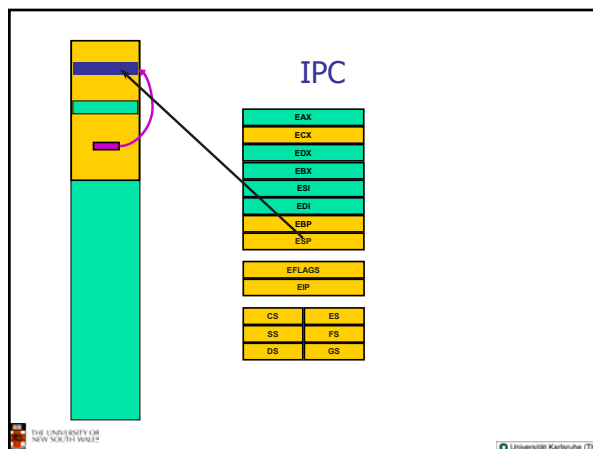 IPC
EAX
ECX
EDX
EBX
ESI
EDI
EBP
ESP
EFLAGS
EIP
CS ES
SS FS
DS GS
THE UNIVERSITY OF
NEW SOUTH WALES
Universität Karlsruhe (TH